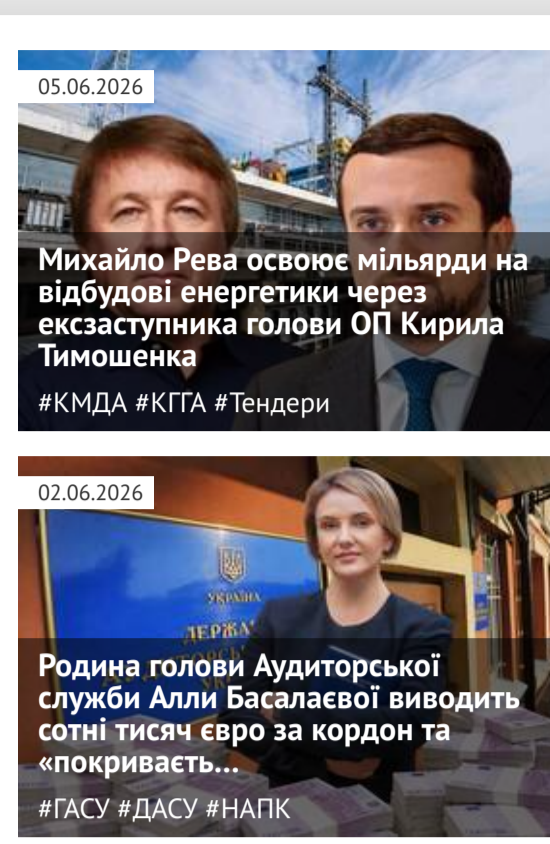 05.06.2026
Михайло Рева освоює мільярди на
відбудові енергетики через
ексзаступника голови ОП Кирила
Тимошенка
#КМДА #КГГА #Тендери
02.06.2026
УКРАЇНА
ДЕРЖА
Родина голови Аудиторської
служби Алли Басалаєвої виводить
сотні тисяч євро за кордон та
«покриваєть...
#ГАСУ #ДАСУ #НАПК